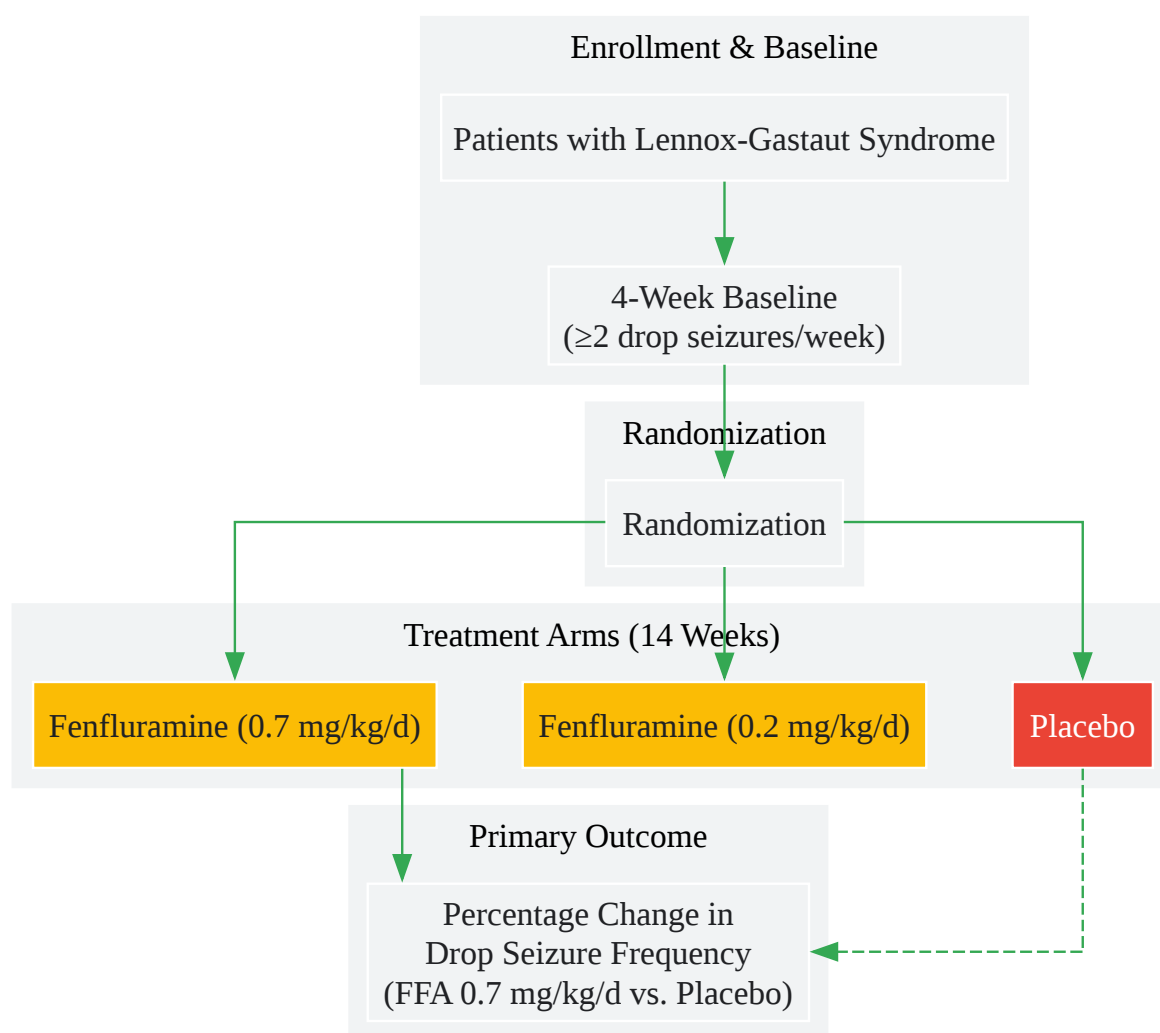 Enrollment & Baseline
Patients with Lennox-Gastaut Syndrome
4-Week Baseline
(≥2 drop seizures/week)
Randomization
Randomization
Treatment Arms (14 Weeks)
Fenfluramine (0.7 mg/kg/d)
Fenfluramine (0.2 mg/kg/d)
Placebo
Primary Outcome
Percentage Change in
Drop Seizure Frequency
(FFA 0.7 mg/kg/d vs. Placebo)